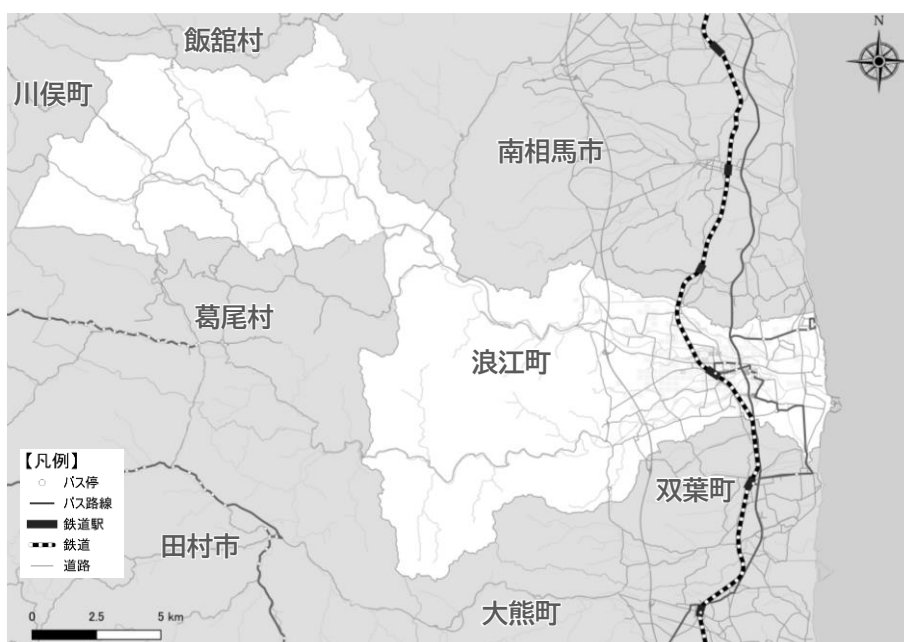 飯舘村
川俣町
N
南相馬市
葛尾村
浪江町
双葉町
田村市
大熊町
【凡例】
バス停
バス路線
鉄道駅
鉄道
道路
0 2.5 5 km